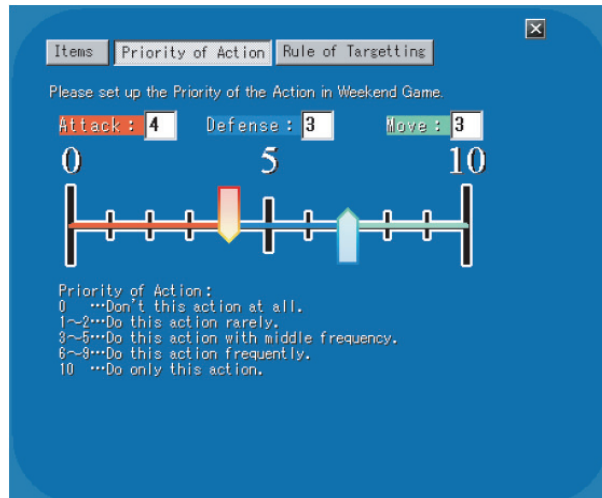 Items Priority of Action Rule of Targetting
Please set up the Priority of the Action in Weekend Game.
Attack : 4 Defense : 3 Move : 3
0 5 10
Priority of Action :
0 …Don't this action at all.
1～2…Do this action rarely.
3～5…Do this action with middle frequency.
6～9…Do this action frequently.
10 …Do only this action.